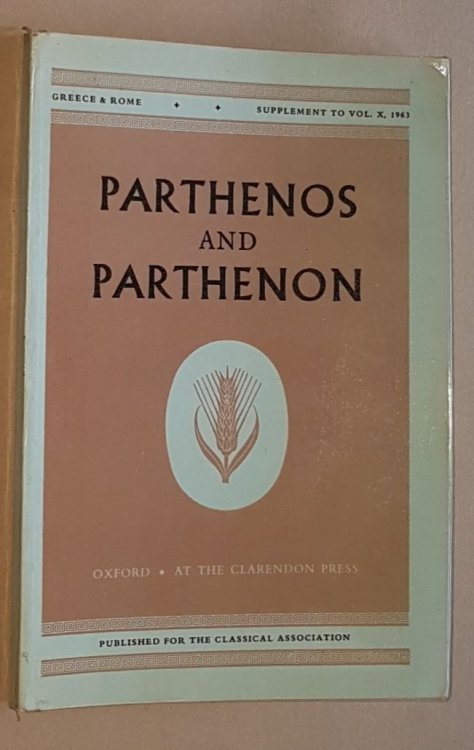 GREECE & ROME ✦ ✦ SUPPLEMENT TO VOL. X, 1963
PARTHENOS
AND
PARTHENON
OXFORD ✦ AT THE CLARENDON PRESS
PUBLISHED FOR THE CLASSICAL ASSOCIATION